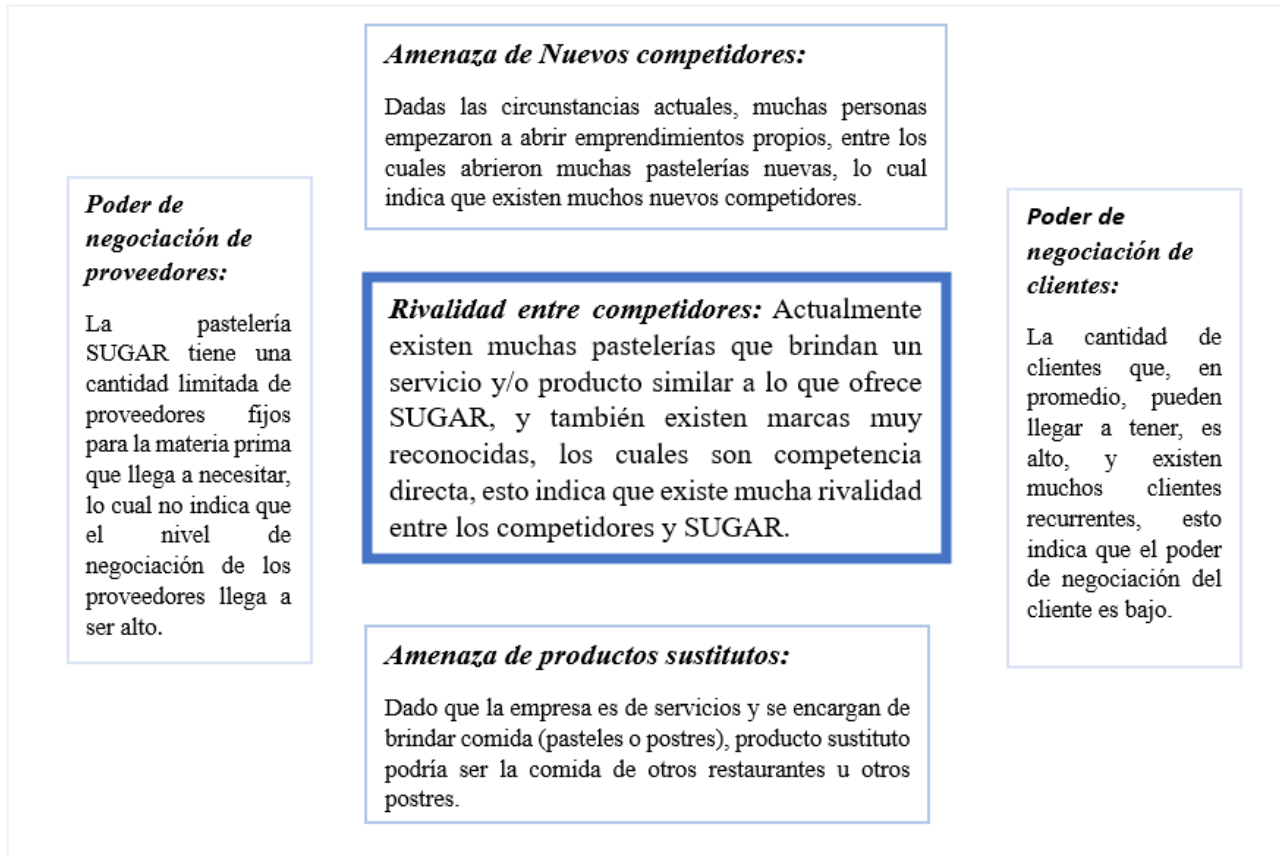 Amenaza de Nuevos competidores:
Dadas las circunstancias actuales, muchas personas
empezaron a abrir emprendimientos propios, entre los
cuales abrieron muchas pastelerías nuevas, lo cual
indica que existen muchos nuevos competidores.
Poder de
negociación de
proveedores:
La pastelería
SUGAR tiene una
cantidad limitada de
proveedores fijos
para la materia prima
que llega a necesitar,
lo cual no indica que
el nivel de
negociación de los
proveedores llega a
ser alto.
Rivalidad entre competidores: Actualmente
existen muchas pastelerías que brindan un
servicio y/o producto similar a lo que ofrece
SUGAR, y también existen marcas muy
reconocidas, los cuales son competencia
directa, esto indica que existe mucha rivalidad
entre los competidores y SUGAR.
Poder de
negociación de
clientes:
La cantidad de
clientes que, en
promedio, pueden
llegar a tener, es
alto, y existen
muchos clientes
recurrentes, esto
indica que el poder
de negociación del
cliente es bajo.
Amenaza de productos sustitutos:
Dado que la empresa es de servicios y se encargan de
brindar comida (pasteles o postres), producto sustituto
podría ser la comida de otros restaurantes u otros
postres.